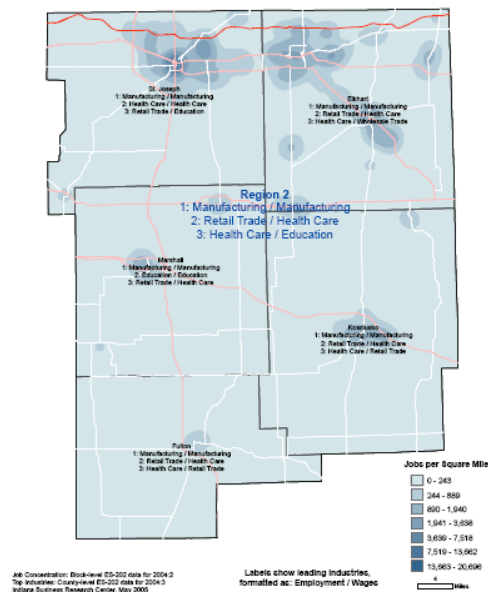 St. Joseph
1: Manufacturing / Manufacturing
2: Health Care / Health Care
3: Retail Trade / Education
Elkhart
1: Manufacturing / Manufacturing
2: Retail Trade / Health Care
3: Health Care / Wholesale Trade
Region 2
1: Manufacturing / Manufacturing
2: Retail Trade / Health Care
3: Health Care / Education
Marshall
1: Manufacturing / Manufacturing
2: Education / Education
3: Retail Trade / Health Care
Kosciusko
1: Manufacturing / Manufacturing
2: Retail Trade / Health Care
3: Health Care / Retail Trade
Fulton
1: Manufacturing / Manufacturing
2: Retail Trade / Health Care
3: Health Care / Retail Trade
Jobs per Square Mile
0 - 243
244 - 889
890 - 1,940
1,941 - 3,638
3,639 - 7,518
7,519 - 13,662
13,663 - 20,696
Miles
Labels show leading industries,
formatted as: Employment / Wages
Job Concentration: Block-level ES-202 data for 2004:2
Top Industries: County-level ES-202 data for 2004:3
Indiana Business Research Center, May 2005